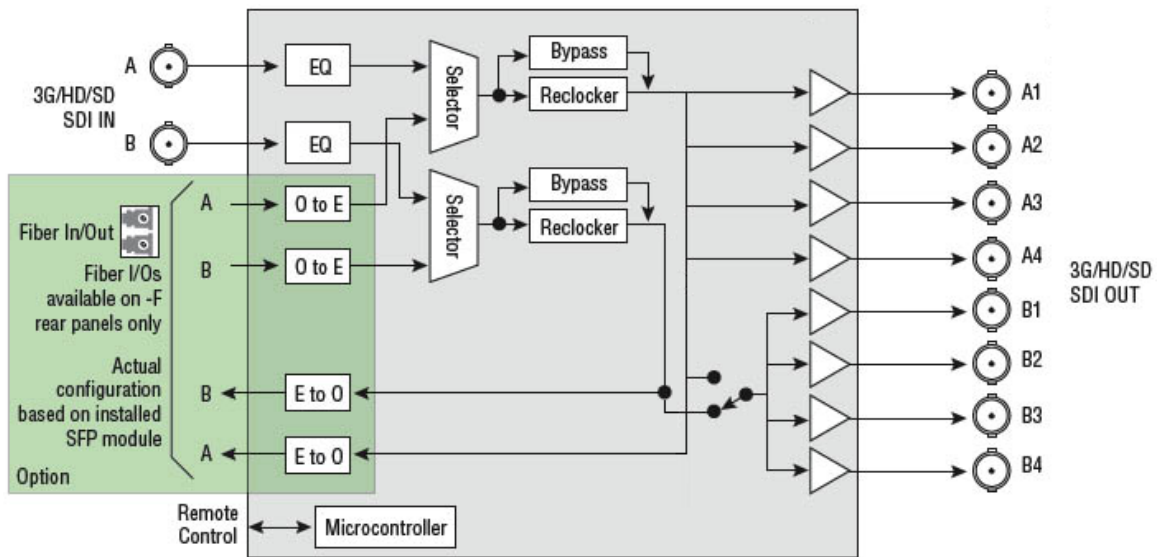 A
3G/HD/SD
SDI IN
B
EQ
EQ
Selector
Bypass
Reclocker
Selector
Bypass
Reclocker
A1
A2
A3
A4
B1
B2
B3
B4
3G/HD/SD
SDI OUT
A
O to E
Fiber In/Out
B
O to E
Fiber I/Os
available on -F
rear panels only
Actual
configuration
based on installed
SFP module
B
E to O
A
E to O
Option
Remote
Control
Microcontroller